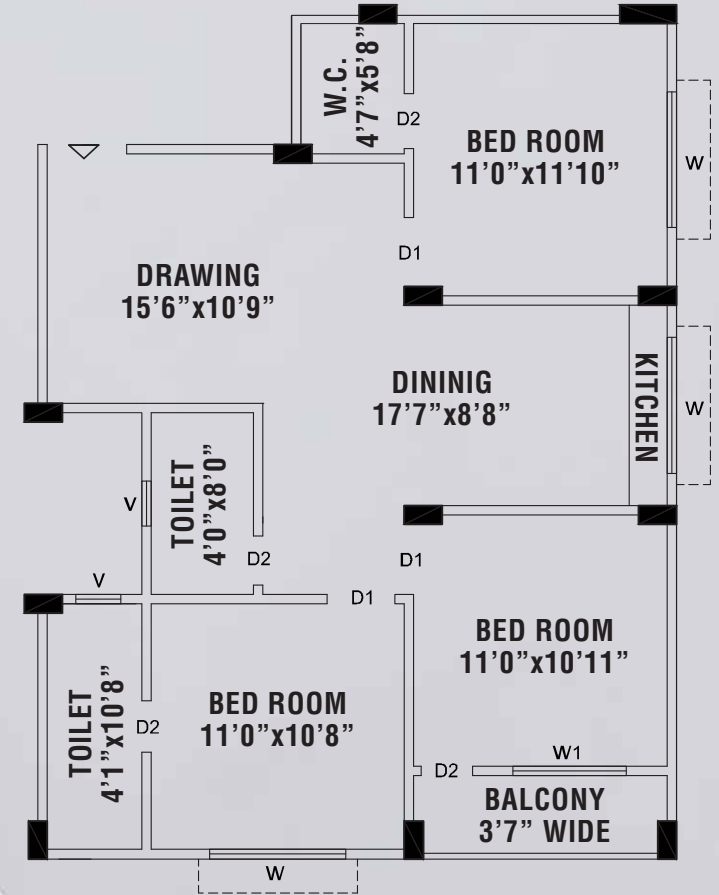 W.C.
4’7”x5’8”
D2
BED ROOM
11’0”x11’10”
W
D1
DRAWING
15’6”x10’9”
DININIG
17’7”x8’8”
KITCHEN
W
TOILET
4’0”x8’0”
V
D2
D1
V
D1
BED ROOM
11’0”x10’11”
TOILET
4’1”x10’8”
D2
BED ROOM
11’0”x10’8”
W1
D2
BALCONY
3’7” WIDE
W